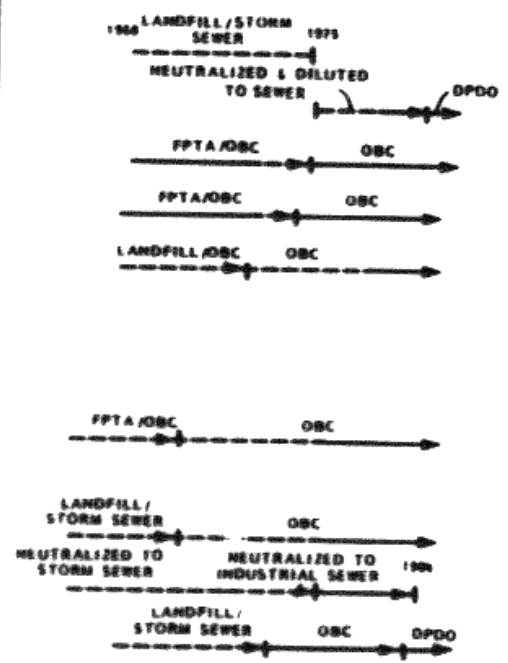 LANDFILL/STORM
SEWER
1975
NEUTRALIZED & DILUTED
TO SEWER
DPDO
FPTA/OBC OBC
FPTA/OBC OBC
LANDFILL/OBC OBC
FPTA/OBC OBC
LANDFILL/
STORM SEWER OBC
NEUTRALIZED TO
STORM SEWER
NEUTRALIZED TO
INDUSTRIAL SEWER
LANDFILL/
STORM SEWER OBC DPDO